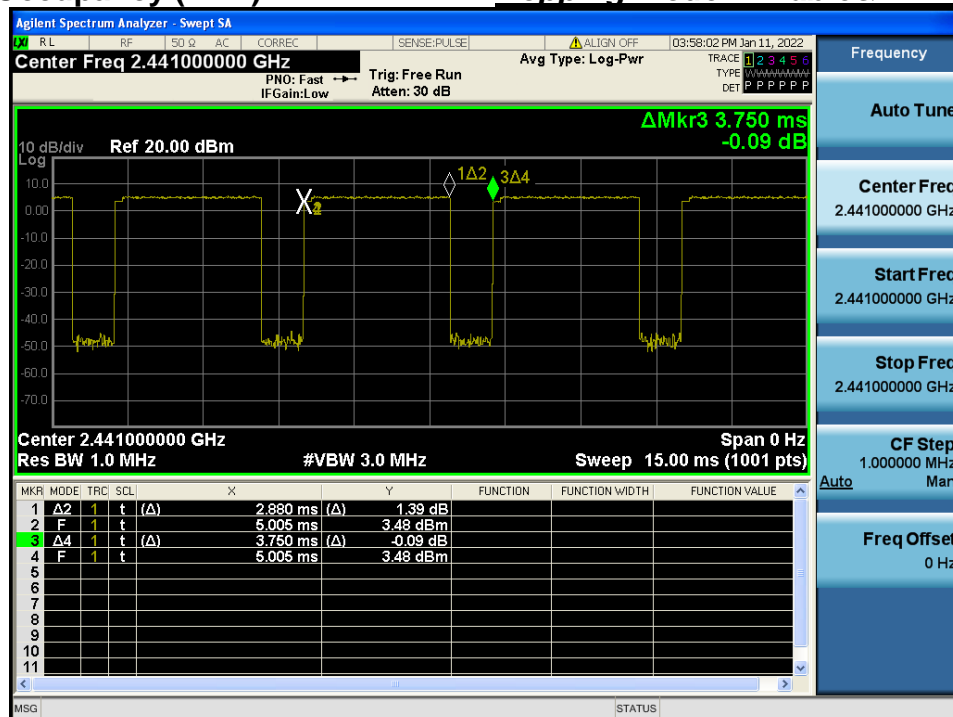 Agilent Spectrum Analyzer - Swept SA
LXI RL RF 50 Ω AC CORREC SENSE:PULSE ALIGN OFF 03:58:02 PM Jan 11, 2022
Center Freq 2.441000000 GHz
PNO: Fast
IFGain:Low
Trig: Free Run
Atten: 30 dB
Avg Type: Log-Pwr
TRACE 1 2 3 4 5 6
TYPE
DET P P P P P P
ΔMkr3 3.750 ms
-0.09 dB
10 dB/div Ref 20.00 dBm
Log
10.0
0.00
-10.0
-20.0
-30.0
-40.0
-50.0
-60.0
-70.0
1Δ2
3Δ4
Center 2.441000000 GHz Span 0 Hz
Res BW 1.0 MHz #VBW 3.0 MHz Sweep 15.00 ms (1001 pts)
MKR MODE TRC SCL X Y FUNCTION FUNCTION WIDTH FUNCTION VALUE
1 Δ2 1 t (Δ) 2.880 ms (Δ) 1.39 dB
2 F 1 t 5.005 ms 3.48 dBm
3 Δ4 1 t (Δ) 3.750 ms (Δ) -0.09 dB
4 F 1 t 5.005 ms 3.48 dBm
5
6
7
8
9
10
11
MSG STATUS
Frequency
Auto Tune
Center Freq
2.441000000 GHz
Start Freq
2.441000000 GHz
Stop Freq
2.441000000 GHz
CF Step
1.000000 MHz
Auto Man
Freq Offset
0 Hz